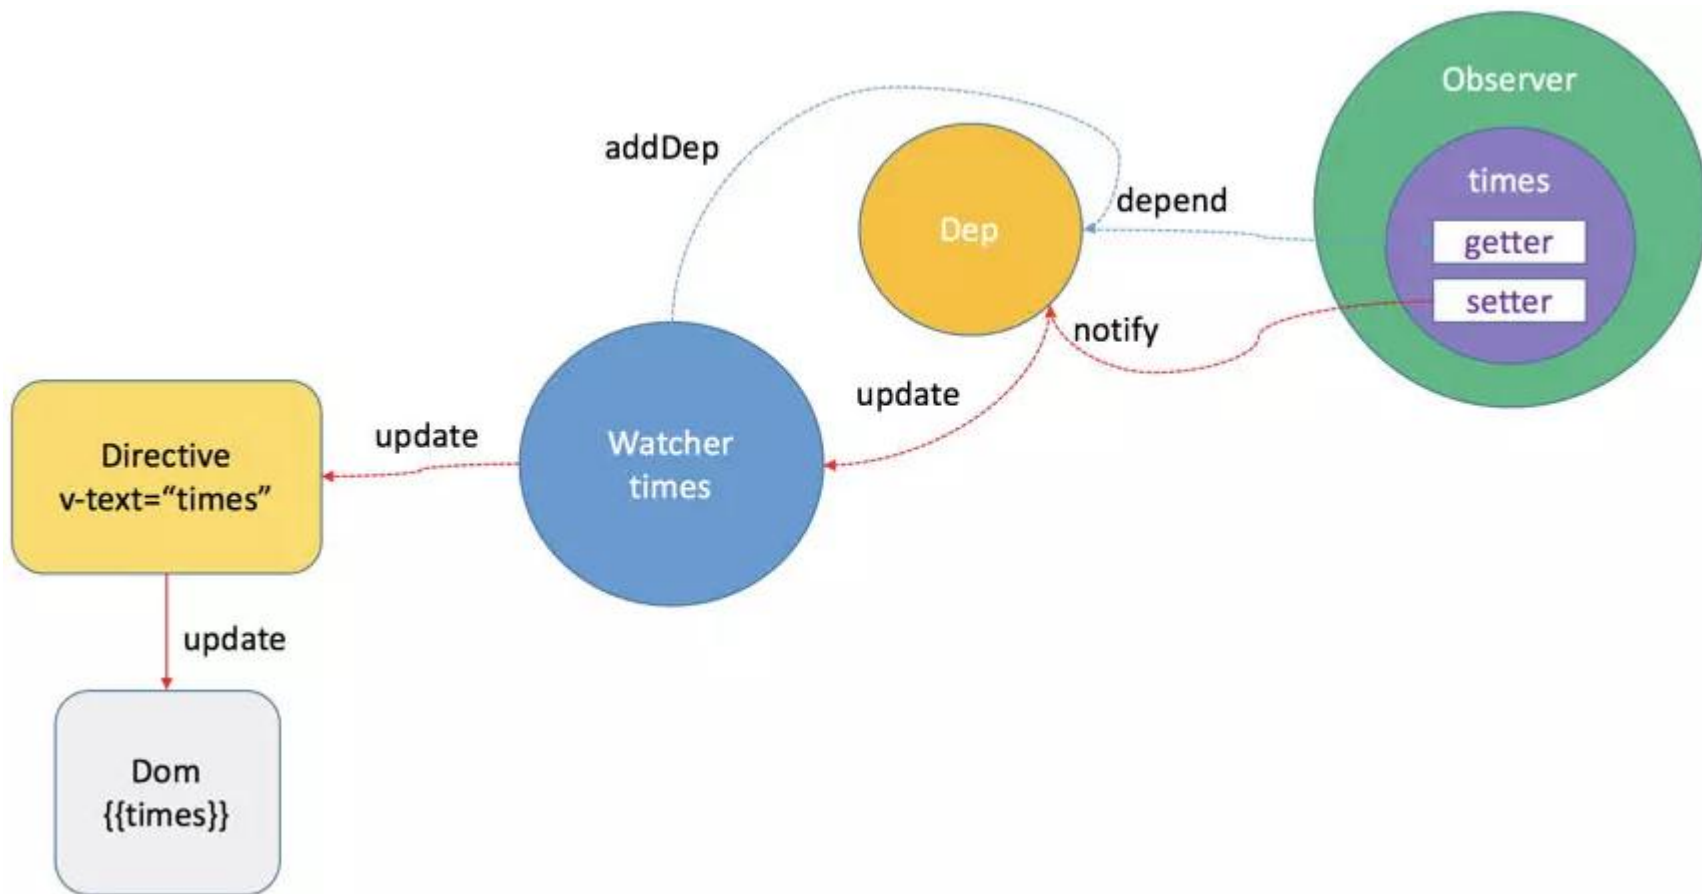 Observer
times
getter
setter
addDep
depend
Dep
notify
update
Watcher
times
update
Directive
v-text=“times”
update
Dom
{{times}}